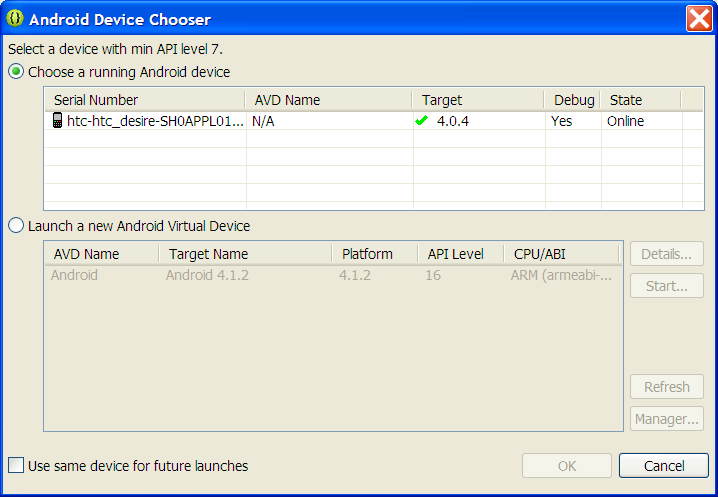 Android Device Chooser
Select a device with min API level 7.
Choose a running Android device
Serial Number AVD Name Target Debug State
htc-htc_desire-SH0APPL01... N/A 4.0.4 Yes Online
Launch a new Android Virtual Device
AVD Name Target Name Platform API Level CPU/ABI
Details...
Android Android 4.1.2 4.1.2 16 ARM (armeabi-...
Start...
Refresh
Manager...
Use same device for future launches
OK Cancel